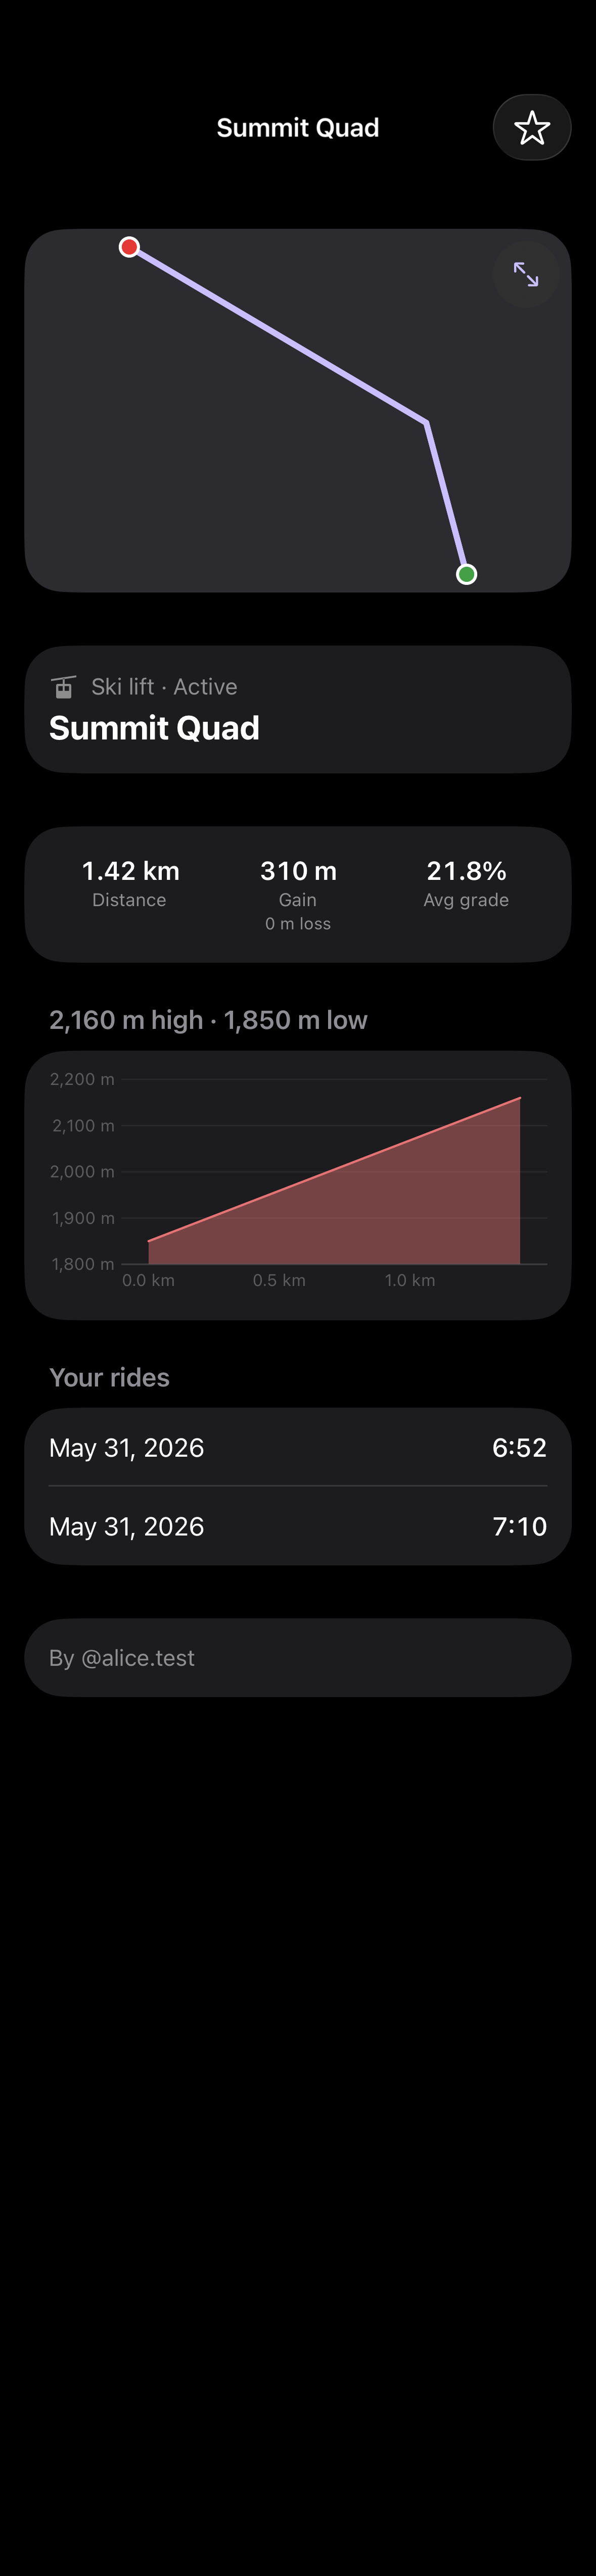 Summit Quad
Ski lift · Active
Summit Quad
1.42 km 310 m 21.8%
Distance Gain Avg grade
0 m loss
2,160 m high · 1,850 m low
2,200 m
2,100 m
2,000 m
1,900 m
1,800 m
0.0 km 0.5 km 1.0 km
Your rides
May 31, 2026 6:52
May 31, 2026 7:10
By @alice.test